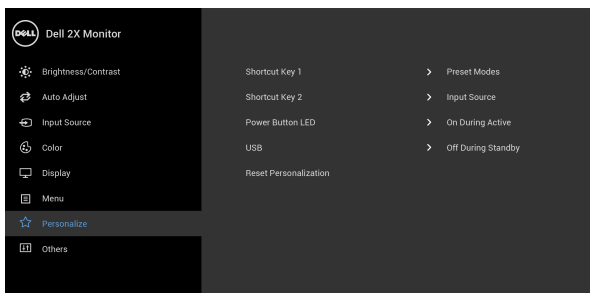 DELL Dell 2X Monitor
Brightness/Contrast
Auto Adjust
Input Source
Color
Display
Menu
Personalize
Others
Shortcut Key 1 > Preset Modes
Shortcut Key 2 > Input Source
Power Button LED > On During Active
USB > Off During Standby
Reset Personalization